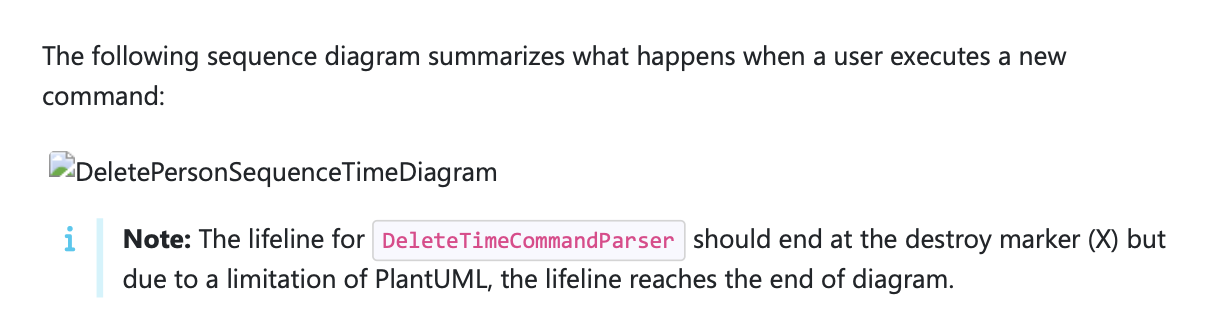 The following sequence diagram summarizes what happens when a user executes a new
command:
DeletePersonSequenceTimeDiagram
Note: The lifeline for DeleteTimeCommandParser should end at the destroy marker (X) but
due to a limitation of PlantUML, the lifeline reaches the end of diagram.